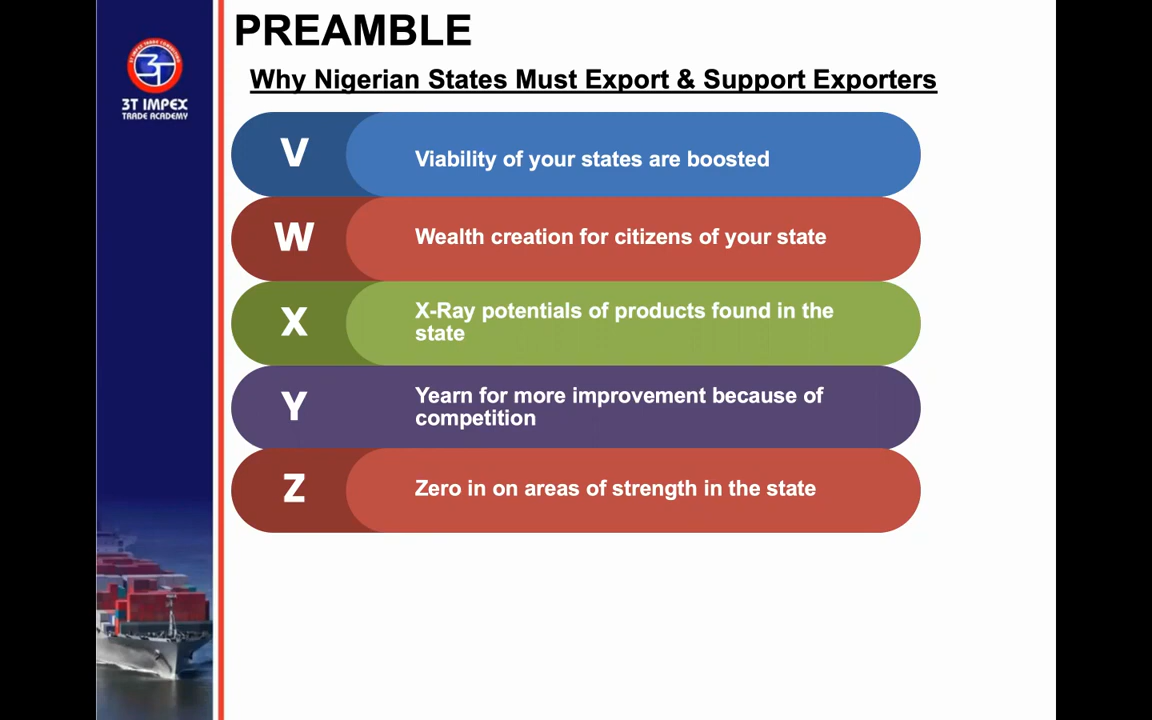 PREAMBLE
Why Nigerian States Must Export & Support Exporters
3T IMPEX
TRADE ACADEMY
V
Viability of your states are boosted
W
Wealth creation for citizens of your state
X
X-Ray potentials of products found in the
state
Y
Yearn for more improvement because of
competition
Z
Zero in on areas of strength in the state